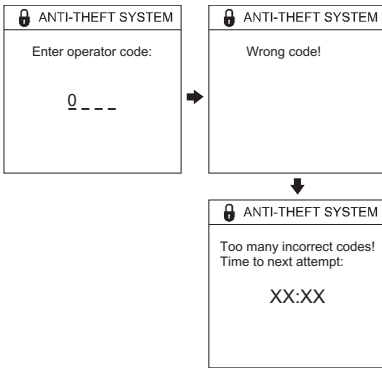 ANTI-THEFT SYSTEM
Enter operator code:
0 _ _ _
ANTI-THEFT SYSTEM
Wrong code!
ANTI-THEFT SYSTEM
Too many incorrect codes!
Time to next attempt:
XX:XX